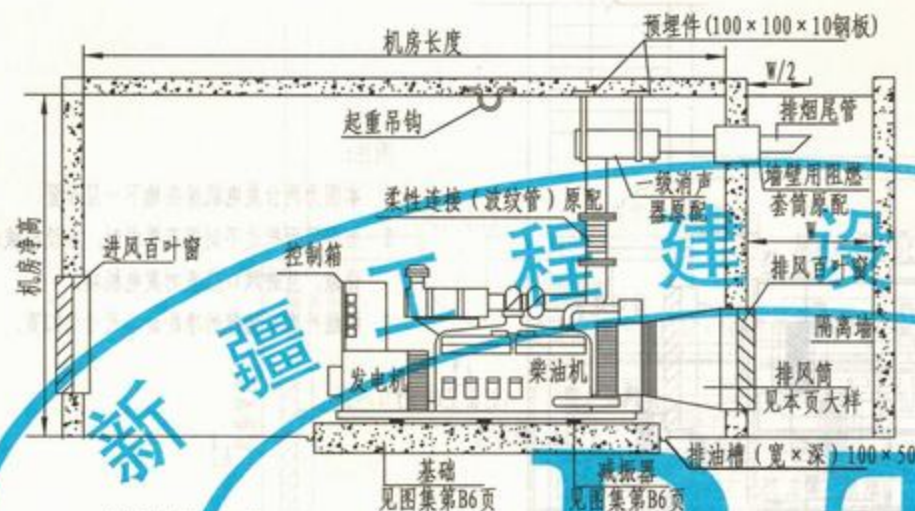 预埋件(100×100×10钢板)
机房长度
W/2
起重吊钩
排烟尾管
一级消声
器原配
墙壁用阻燃
套筒原配
柔性连接（波纹管）原配
W
机房净高
进风百叶窗
控制箱
排风百叶窗
隔离墙
发电机
柴油机
排风筒
见本页大样
排油槽（宽×深）100×50
基础
见图集第B6页
减振器
见图集第B6页
新疆工程建设